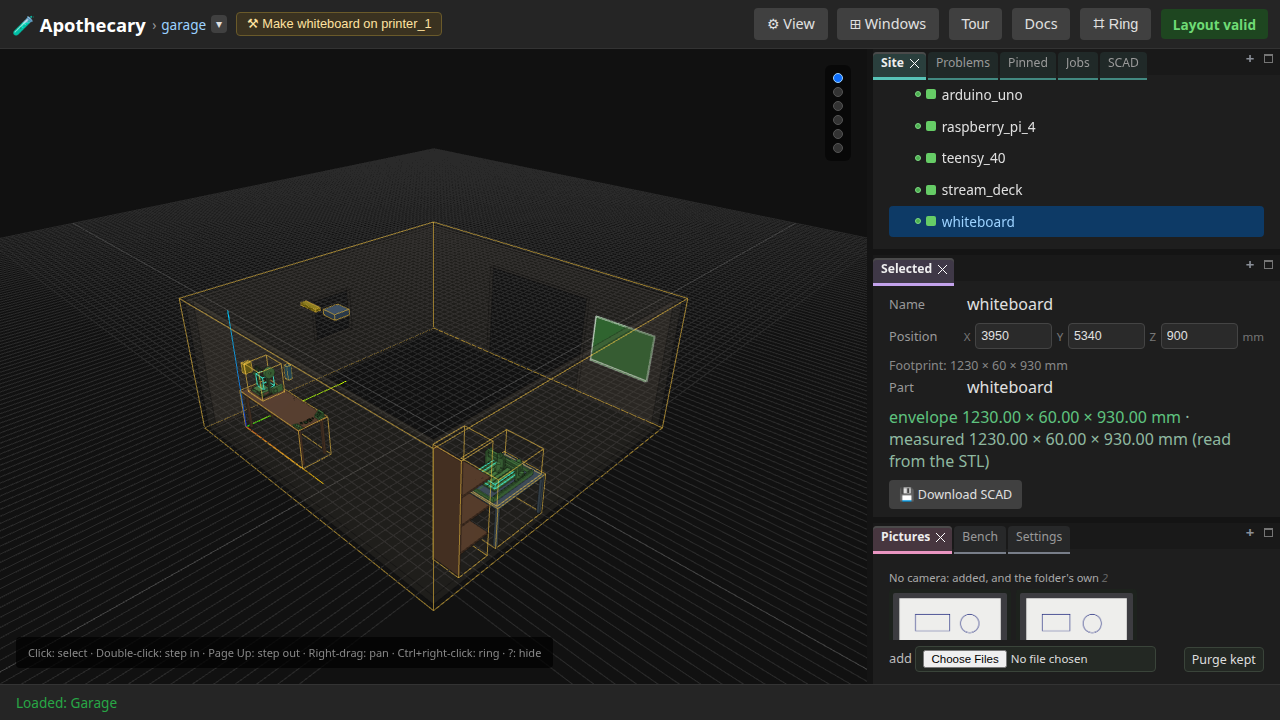 Apothecary › garage ▾ ⚒ Make whiteboard on printer_1
⚙ View ⊞ Windows Tour Docs ⌗ Ring Layout valid
Site Problems Pinned Jobs SCAD
arduino_uno
raspberry_pi_4
teensy_40
stream_deck
whiteboard
Selected
Name whiteboard
Position X 3950 Y 5340 Z 900 mm
Footprint: 1230 × 60 × 930 mm
Part whiteboard
envelope 1230.00 × 60.00 × 930.00 mm ·
measured 1230.00 × 60.00 × 930.00 mm (read
from the STL)
💾 Download SCAD
Pictures Bench Settings
No camera: added, and the folder's own 2
add Choose Files No file chosen Purge kept
Click: select · Double-click: step in · Page Up: step out · Right-drag: pan · Ctrl+right-click: ring · ?: hide
Loaded: Garage